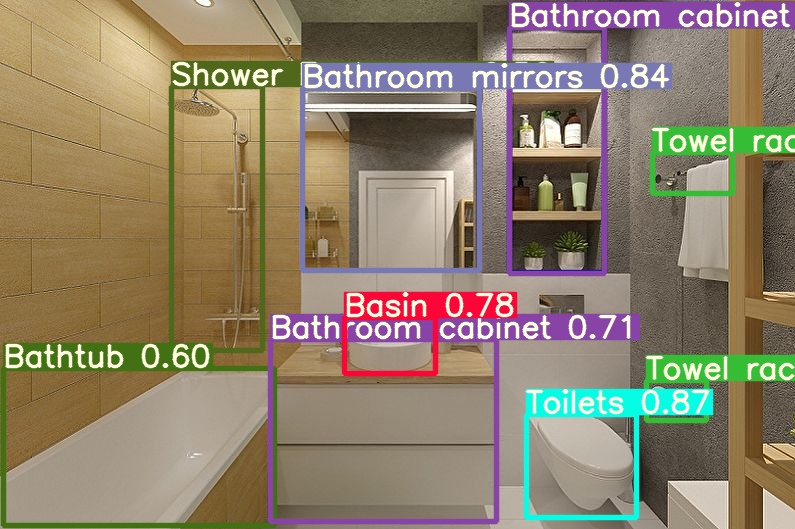 Bathroom cabinet
Shower
Bathroom mirrors 0.84
Towel rac
Basin 0.78
Bathroom cabinet 0.71
Bathtub 0.60
Towel rac
Toilets 0.87